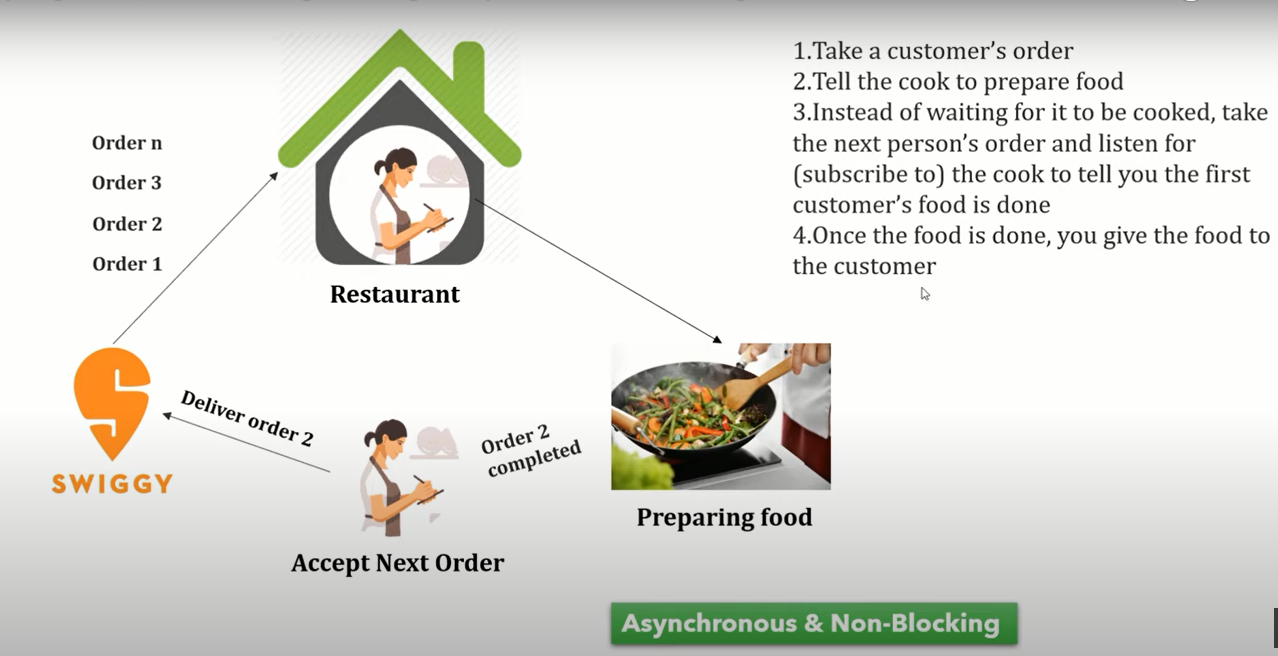 1.Take a customer's order
2.Tell the cook to prepare food
3.Instead of waiting for it to be cooked, take
the next person's order and listen for
(subscribe to) the cook to tell you the first
customer's food is done
4.Once the food is done, you give the food to
the customer
Order n
Order 3
Order 2
Order 1
Restaurant
SWIGGY
Deliver order 2
Order 2
completed
Accept Next Order
Preparing food
Asynchronous & Non-Blocking